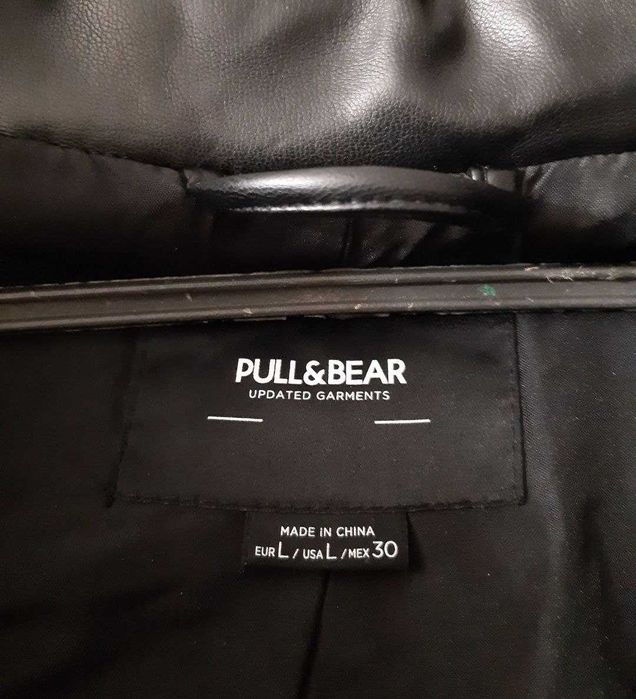 PULL&BEAR
UPDATED GARMENTS
MADE IN CHINA
EUR L / USA L / MEX 30